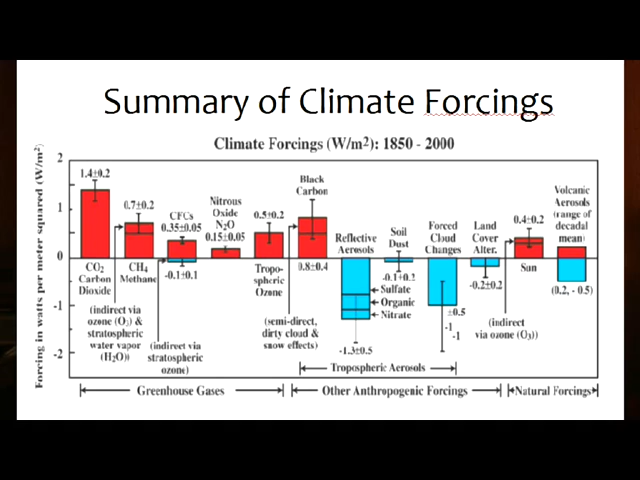 Summary of Climate Forcings
Climate Forcings (W/m2): 1850 - 2000
Forcing in watts per meter squared (W/m²)
2
1
0
-1
-2
1.4±0.2
CO2
Carbon
Dioxide
0.7±0.2
CH4
Methane
(indirect via
ozone (O3) &
stratospheric
water vapor
(H2O))
CFCs
0.35±0.05
-0.1±0.1
(indirect via
stratospheric
ozone)
Nitrous
Oxide
N2O
0.15±0.05
0.5±0.2
Tropo-
spheric
Ozone
Black
Carbon
0.8±0.4
(semi-direct,
dirty cloud &
snow effects)
Reflective
Aerosols
Sulfate
Organic
Nitrate
-1.3±0.5
Soil
Dust
-0.1±0.2
Forced
Cloud
Changes
±0.5
-1
-1
Land
Cover
Alter.
-0.2±0.2
0.4±0.2
Sun
(indirect
via ozone (O3))
Volcanic
Aerosols
(range of
decadal
mean)
(0.2, - 0.5)
Tropospheric Aerosols
Greenhouse Gases
Other Anthropogenic Forcings
Natural Forcings